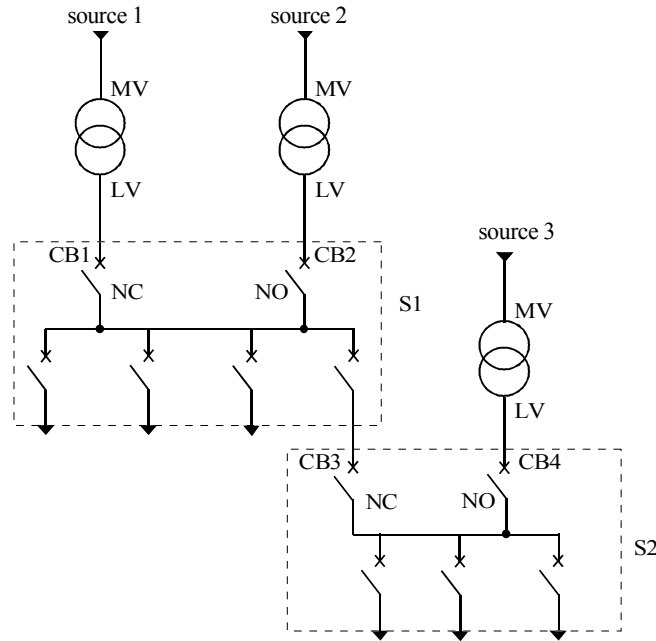 source 1
source 2
MV
MV
LV
LV
CB1
CB2
source 3
NC
NO
S1
MV
LV
CB3
CB4
NC
NO
S2